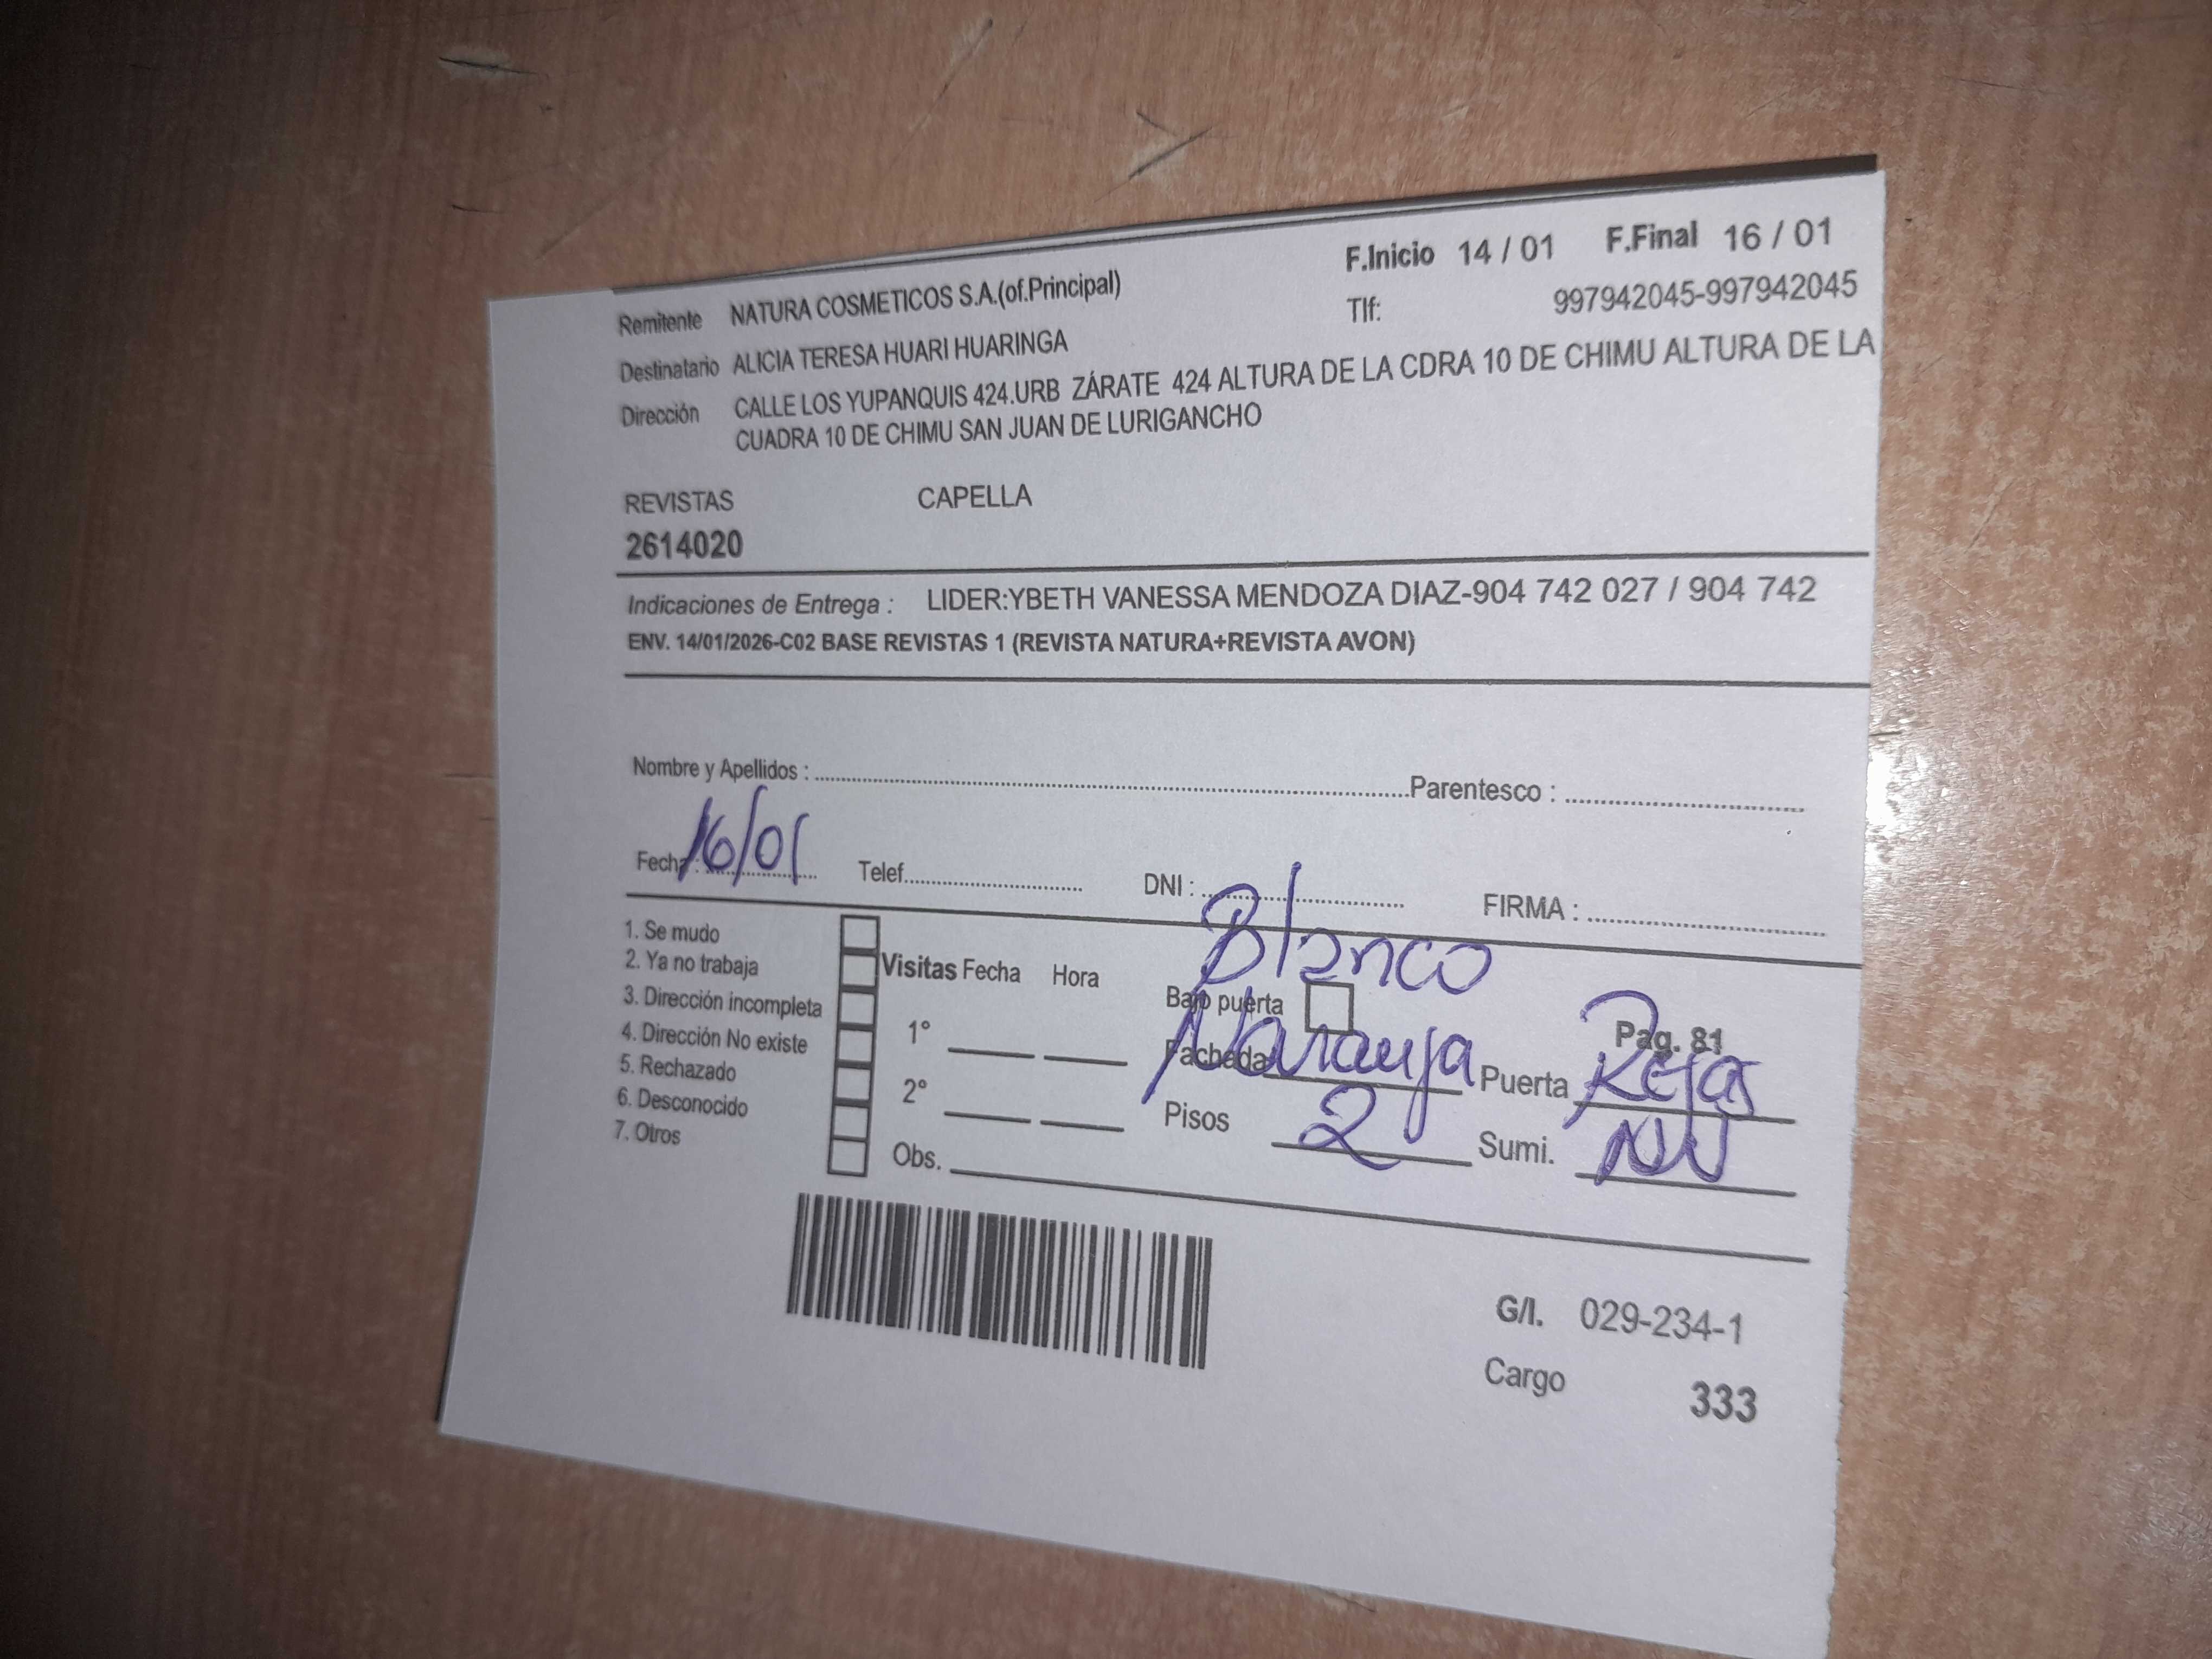 F.Inicio 14 / 01 F.Final 16 / 01
Remitente NATURA COSMETICOS S.A.(of.Principal) Tlf: 997942045-997942045
Destinatario ALICIA TERESA HUARI HUARINGA
Dirección CALLE LOS YUPANQUIS 424.URB ZÁRATE 424 ALTURA DE LA CDRA 10 DE CHIMU ALTURA DE LA
CUADRA 10 DE CHIMU SAN JUAN DE LURIGANCHO
REVISTAS CAPELLA
2614020
Indicaciones de Entrega : LIDER:YBETH VANESSA MENDOZA DIAZ-904 742 027 / 904 742
ENV. 14/01/2026-C02 BASE REVISTAS 1 (REVISTA NATURA+REVISTA AVON)
Nombre y Apellidos : Parentesco :
Fecha : 16/01 Telef. DNI : FIRMA :
1. Se mudo
2. Ya no trabaja
3. Dirección incompleta
4. Dirección No existe
5. Rechazado
6. Desconocido
7. Otros
Visitas Fecha Hora
1°
2°
Obs.
Blanco
Bajo puerta Pag. 81
Fachada Naranja Puerta Rejas
Pisos 2 Sumi. NV
G/I. 029-234-1
Cargo 333